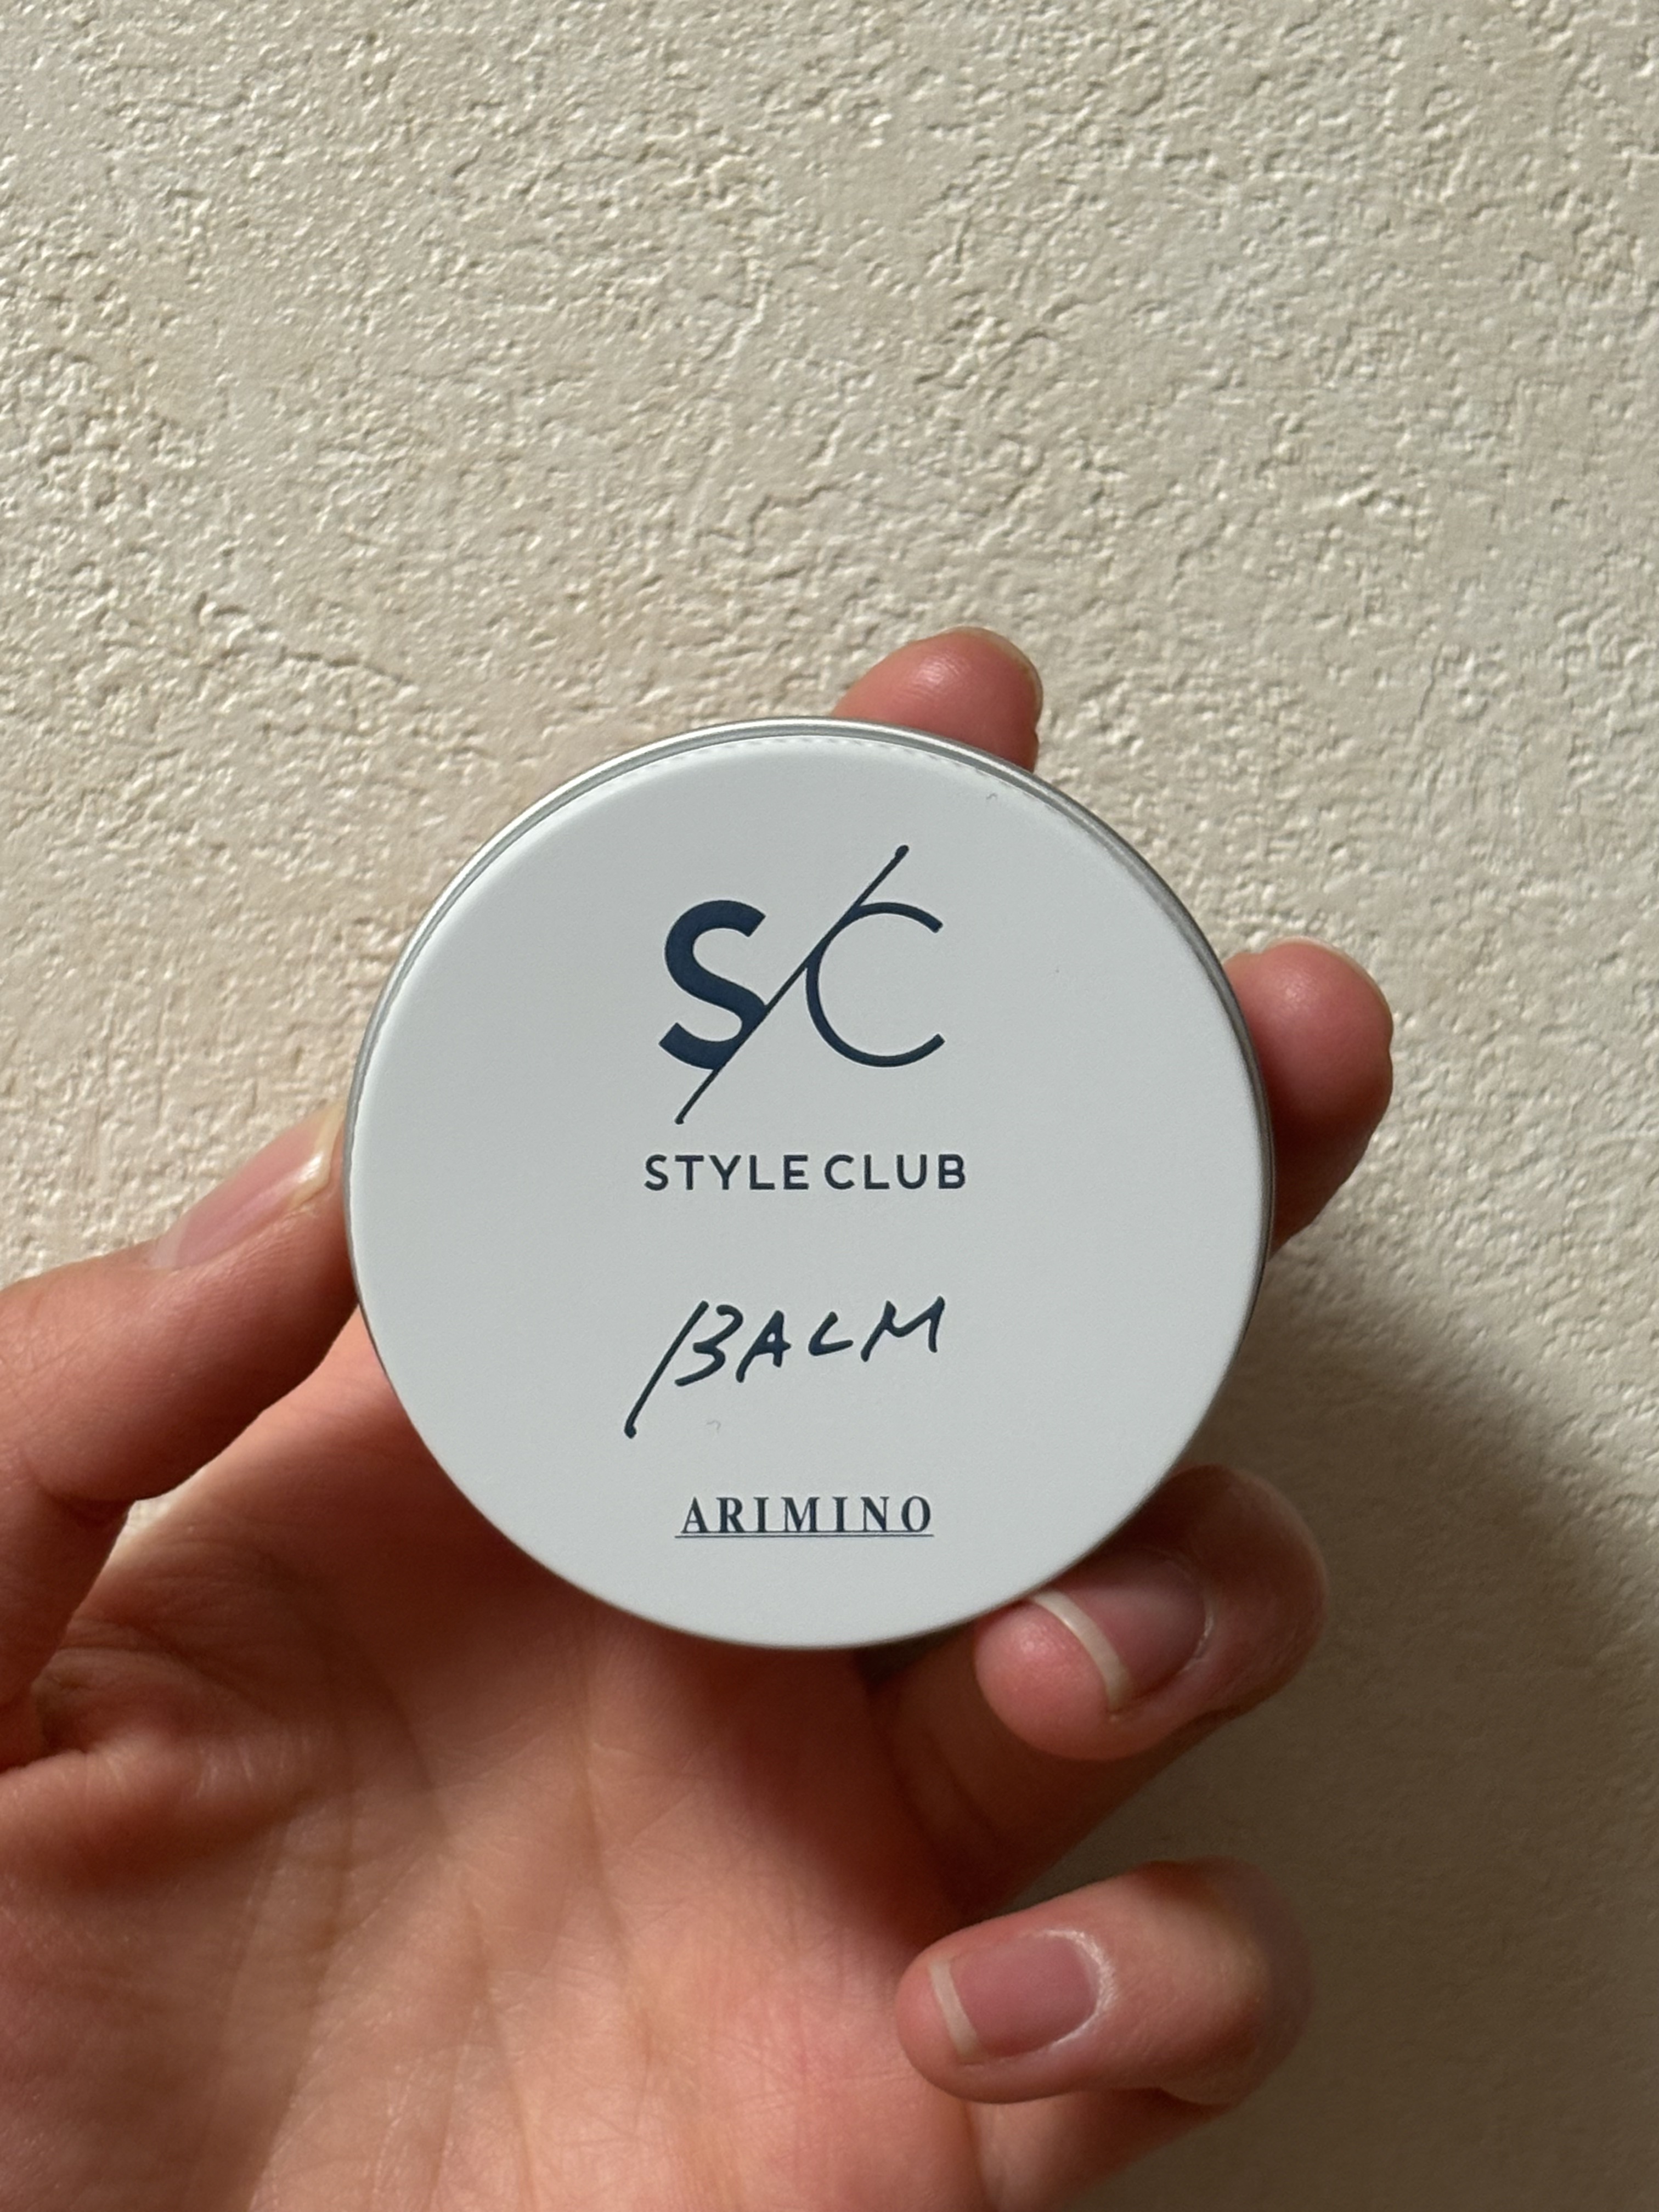 S/C
STYLE CLUB
BALM
ARIMINO